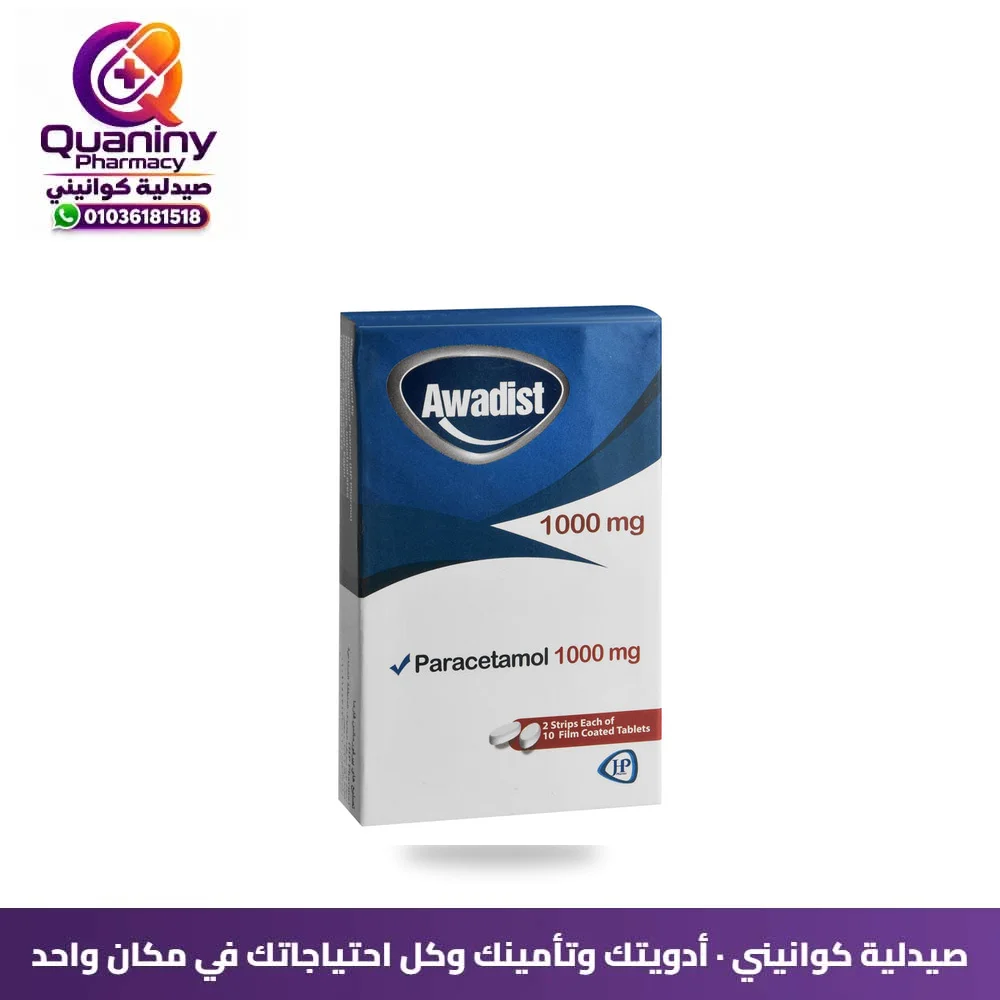 Quaniny
Pharmacy
صيدلية كوانيني
01036181518
Awadist
1000 mg
Paracetamol 1000 mg
2 Strips Each of
10 Film Coated Tablets
JHP
صيدلية كوانيني · أدويتك وتأمينك وكل احتياجاتك في مكان واحد